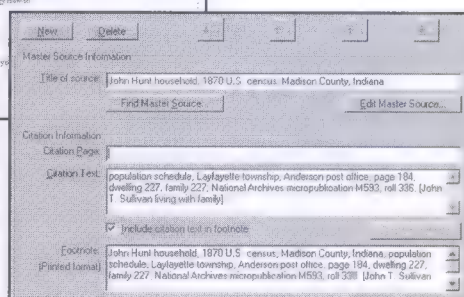 New Delete
Master Source Information
Title of source: John Hunt household, 1870 U.S. census, Madison County, Indiana
Find Master Source Edit Master Source...
Citation Information
Citation Page:
Citation Text: population schedule, Laylayette township, Anderson post office, page 184,
dwelling 227, family 227, National Archives micropublication M593, roll 336. [John
T. Sullivan living with family]
Include citation text in footnote
Footnote: John Hunt household, 1870 U.S. census, Madison County, Indiana, population
(Printed format) schedule, Laylayette township, Anderson post office, page 184, dwelling 227,
family 227, National Archives micropublication M593, roll 336 [John T. Sullivan